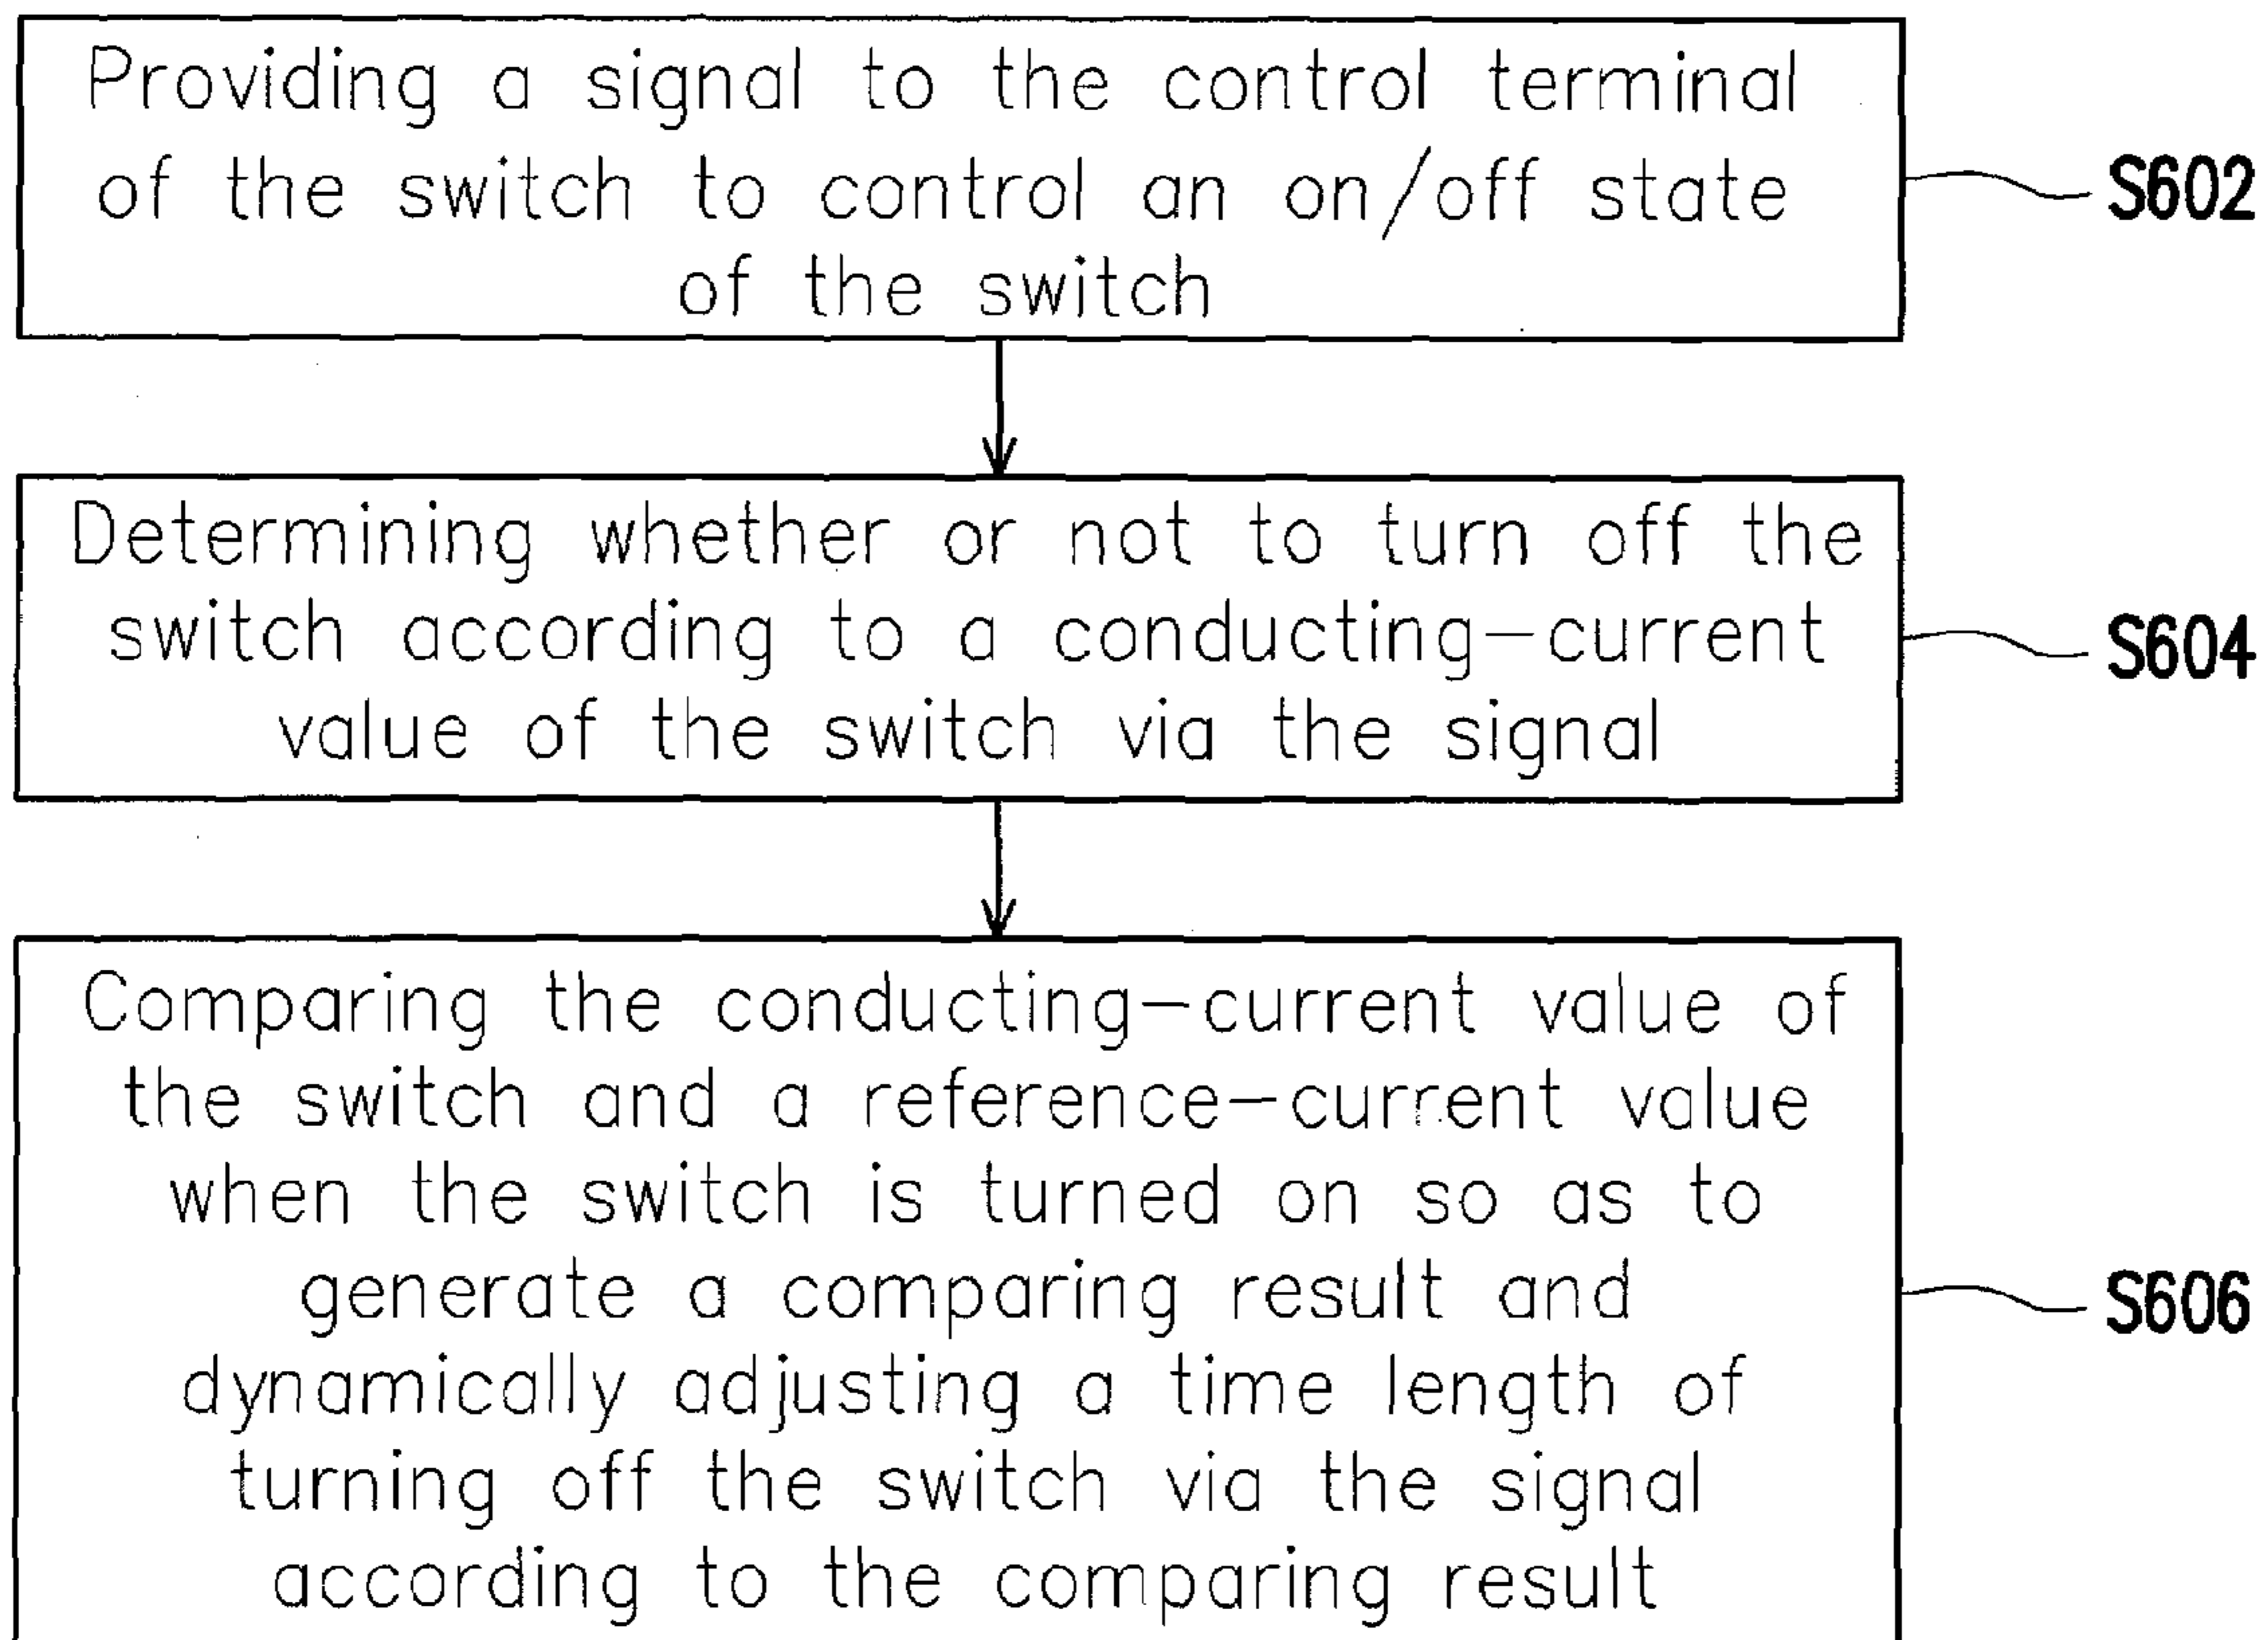 Providing a signal to the control terminal
of the switch to control an on/off state
of the switch
S602
Determining whether or not to turn off the
switch according to a conducting-current
value of the switch via the signal
S604
Comparing the conducting-current value of
the switch and a reference-current value
when the switch is turned on so as to
generate a comparing result and
dynamically adjusting a time length of
turning off the switch via the signal
according to the comparing result
S606